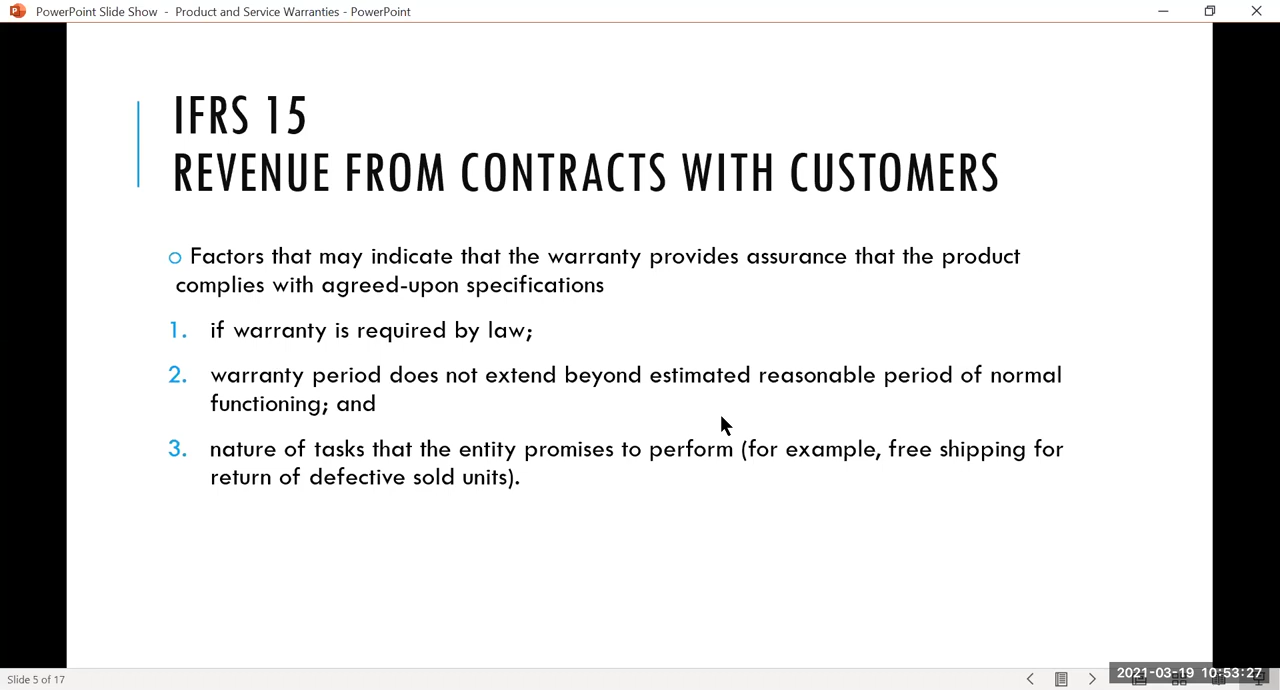 PowerPoint Slide Show - Product and Service Warranties - PowerPoint
IFRS 15
REVENUE FROM CONTRACTS WITH CUSTOMERS
o Factors that may indicate that the warranty provides assurance that the product
complies with agreed-upon specifications
1. if warranty is required by law;
2. warranty period does not extend beyond estimated reasonable period of normal
functioning; and
3. nature of tasks that the entity promises to perform (for example, free shipping for
return of defective sold units).
Slide 5 of 17
2021-03-19 10:53:27